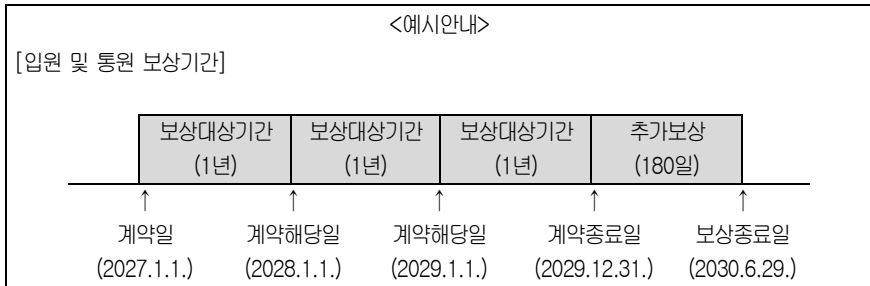 <예시안내>
[입원 및 통원 보상기간]
보상대상기간 보상대상기간 보상대상기간 추가보상
(1년) (1년) (1년) (180일)
↑ ↑ ↑ ↑ ↑
계약일 계약해당일 계약해당일 계약종료일 보상종료일
(2027.1.1.) (2028.1.1.) (2029.1.1.) (2029.12.31.) (2030.6.29.)